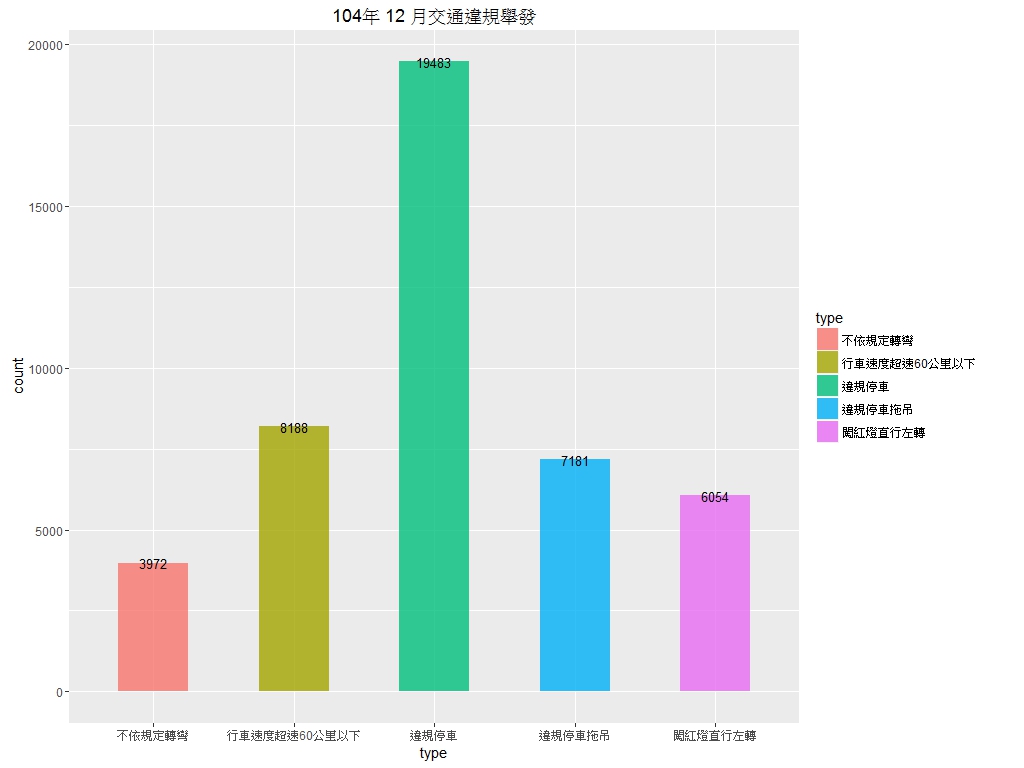 104年 12 月交通違規舉發
count
20000
15000
10000
5000
0
19483
8188
7181
6054
3972
不依規定轉彎
行車速度超速60公里以下
違規停車
違規停車拖吊
闖紅燈直行左轉
type
type
不依規定轉彎
行車速度超速60公里以下
違規停車
違規停車拖吊
闖紅燈直行左轉